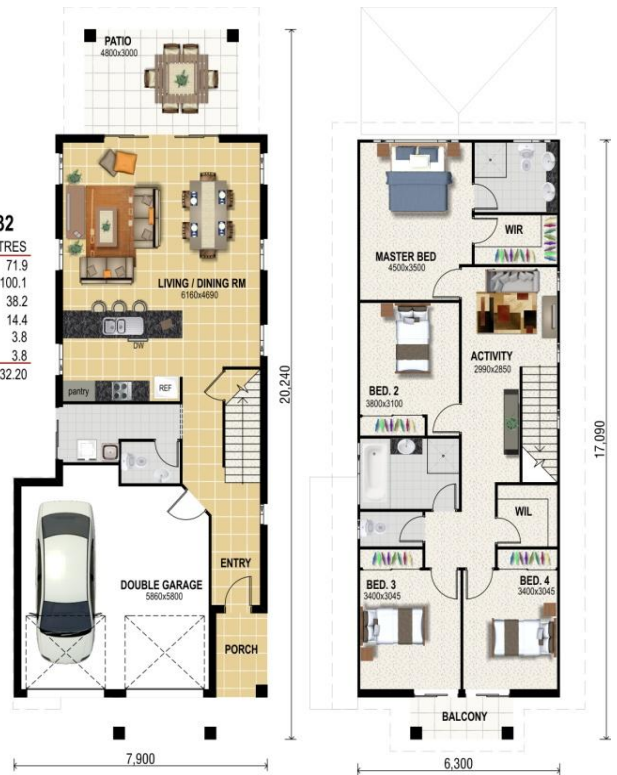 PATIO
4800x3000
32
TRES
71.9
100.1
38.2
14.4
3.8
3.8
32.20
LIVING / DINING RM
6160x4690
DW
pantry
REF
20,240
DOUBLE GARAGE
5860x5800
ENTRY
PORCH
7,900
MASTER BED
4500x3500
WIR
ACTIVITY
2990x2850
BED. 2
3800x3100
17,090
WIL
BED. 3
3400x3045
BED. 4
3400x3045
BALCONY
6,300